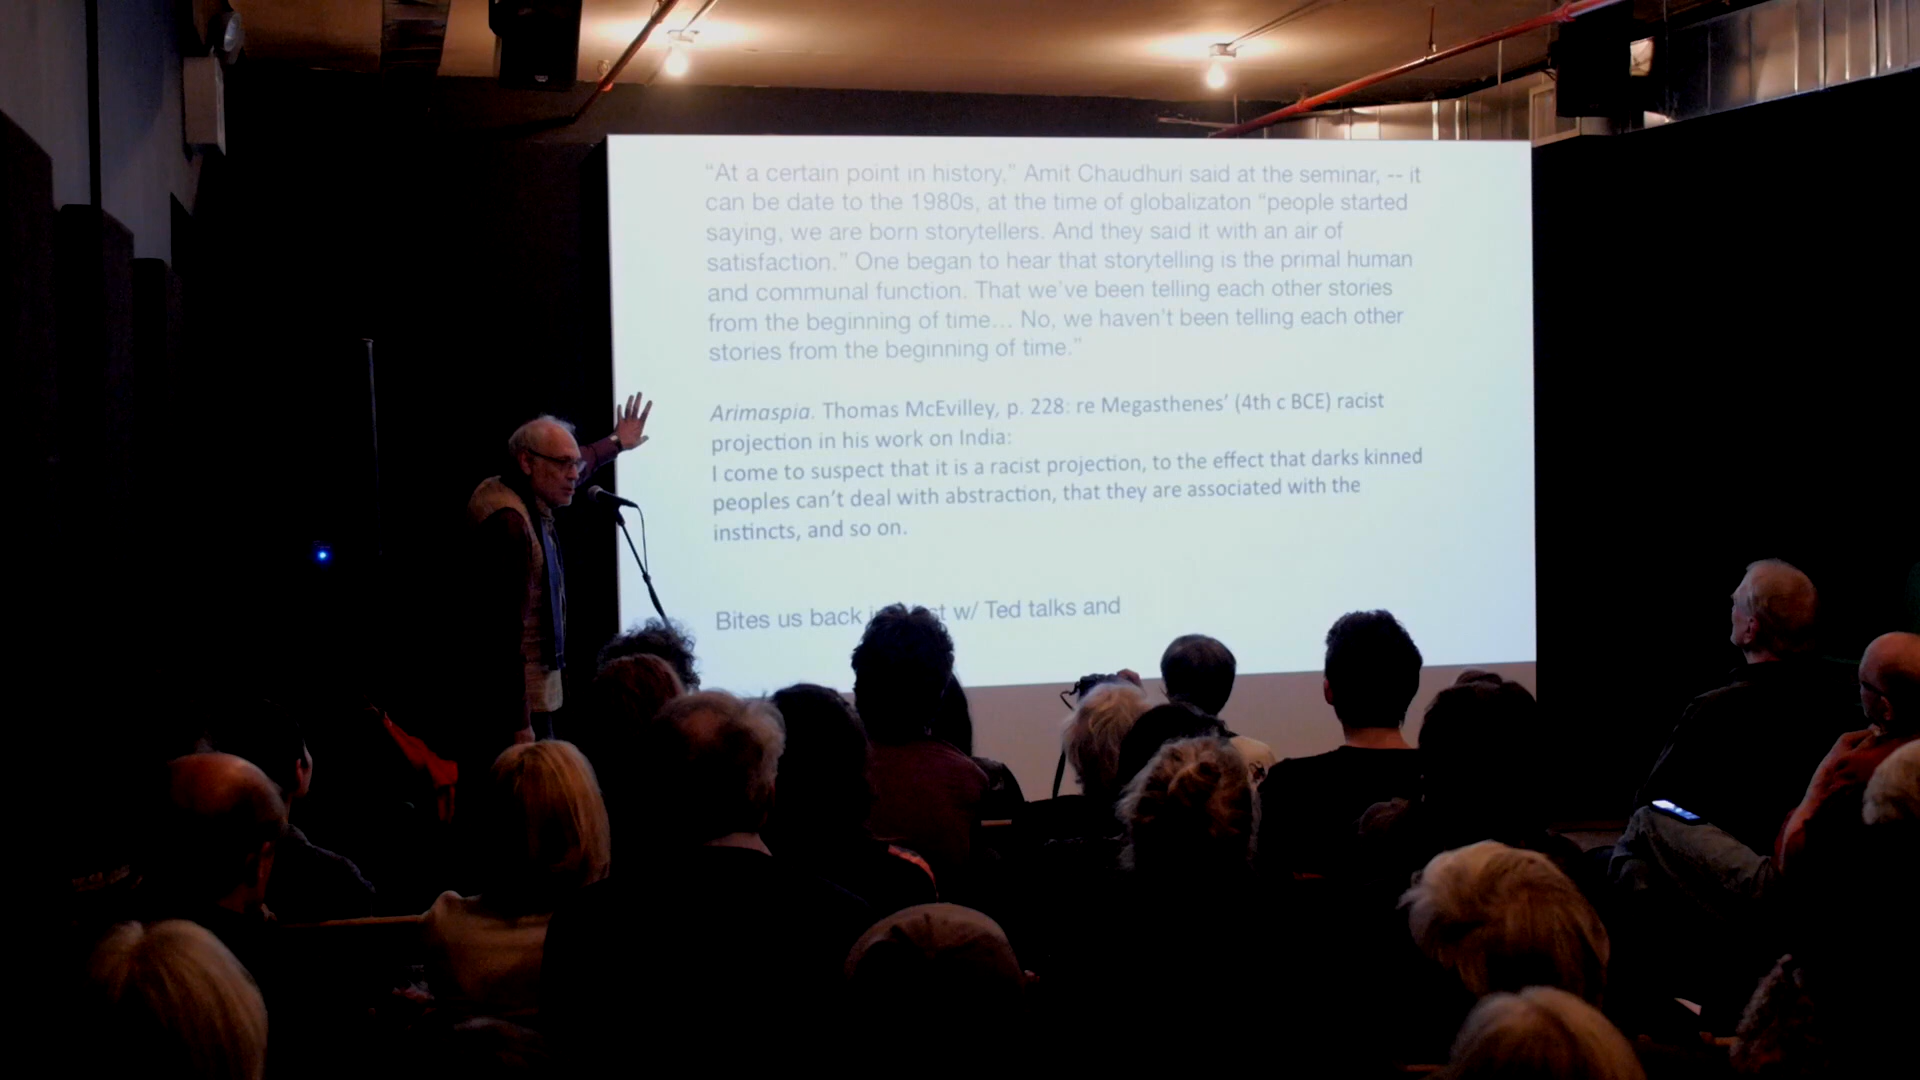 “At a certain point in history,” Amit Chaudhuri said at the seminar, -- it
can be date to the 1980s, at the time of globalizaton “people started
saying, we are born storytellers. And they said it with an air of
satisfaction.” One began to hear that storytelling is the primal human
and communal function. That we’ve been telling each other stories
from the beginning of time… No, we haven’t been telling each other
stories from the beginning of time.”
Arimaspia. Thomas McEvilley, p. 228: re Megasthenes’ (4th c BCE) racist
projection in his work on India:
I come to suspect that it is a racist projection, to the effect that darks kinned
peoples can’t deal with abstraction, that they are associated with the
instincts, and so on.
Bites us back w/ Ted talks and